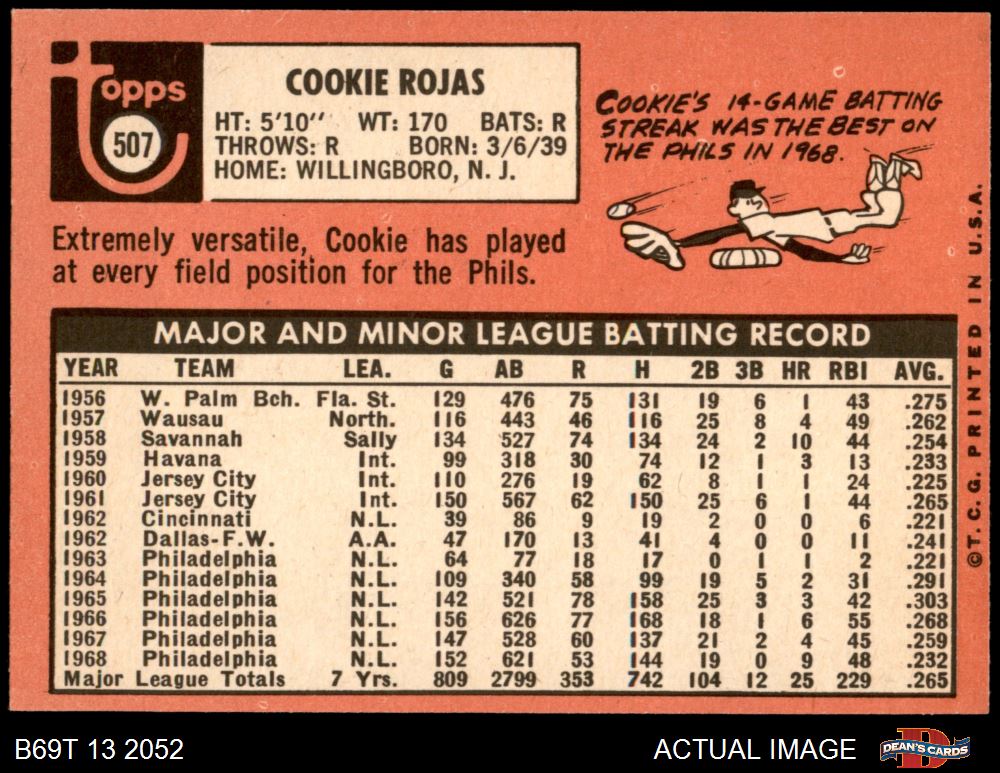 Topps
507
COOKIE ROJAS
HT: 5'10" WT: 170 BATS: R
THROWS: R BORN: 3/6/39
HOME: WILLINGBORO, N. J.
COOKIE'S 14-GAME BATTING
STREAK WAS THE BEST ON
THE PHILS IN 1968.
Extremely versatile, Cookie has played
at every field position for the Phils.
MAJOR AND MINOR LEAGUE BATTING RECORD
YEAR TEAM LEA. G AB R H 2B 3B HR RBI AVG.
1956 W. Palm Bch. Fla. St. 129 476 75 131 19 6 1 43 .275
1957 Wausau North. 116 443 46 116 25 8 4 49 .262
1958 Savannah Sally 134 527 74 134 24 2 10 44 .254
1959 Havana Int. 99 318 30 74 12 1 3 13 .233
1960 Jersey City Int. 110 276 19 62 8 1 1 24 .225
1961 Jersey City Int. 150 567 62 150 25 6 1 44 .265
1962 Cincinnati N.L. 39 86 9 19 2 0 0 6 .221
1962 Dallas-F.W. A.A. 47 170 13 41 4 0 0 11 .241
1963 Philadelphia N.L. 64 77 18 17 0 1 1 2 .221
1964 Philadelphia N.L. 109 340 58 99 19 5 2 31 .291
1965 Philadelphia N.L. 142 521 78 158 25 3 3 42 .303
1966 Philadelphia N.L. 156 626 77 168 18 1 6 55 .268
1967 Philadelphia N.L. 147 528 60 137 21 2 4 45 .259
1968 Philadelphia N.L. 152 621 53 144 19 0 9 48 .232
Major League Totals 7 Yrs. 809 2799 353 742 104 12 25 229 .265
©T.C.G. PRINTED IN U.S.A.
B69T 13 2052
ACTUAL IMAGE
DEAN'S CARDS